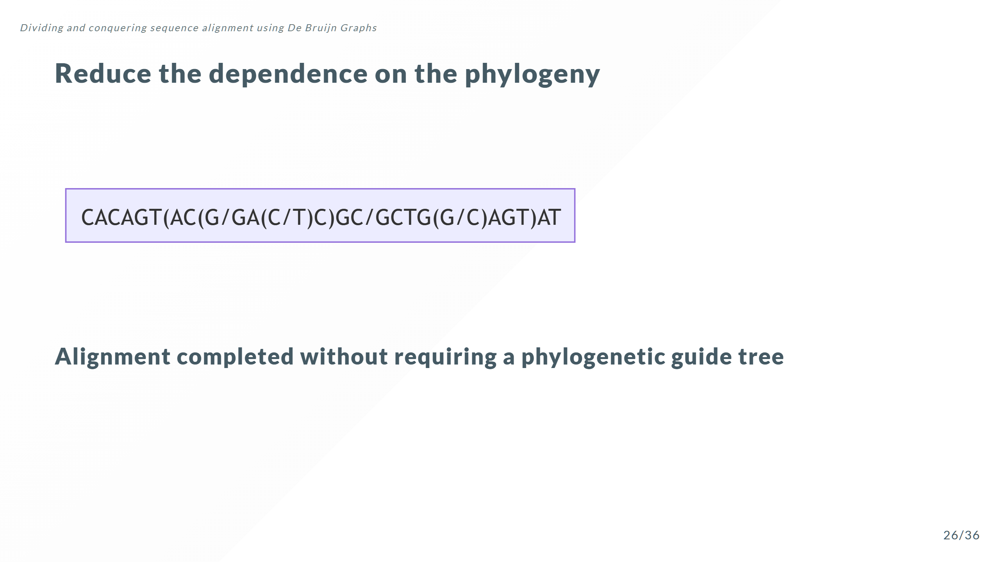 Dividing and conquering sequence alignment using De Bruijn Graphs
Reduce the dependence on the phylogeny
CACAGT(AC(G/GA(C/T)C)GC/GCTG(G/C)AGT)AT
Alignment completed without requiring a phylogenetic guide tree
26/36